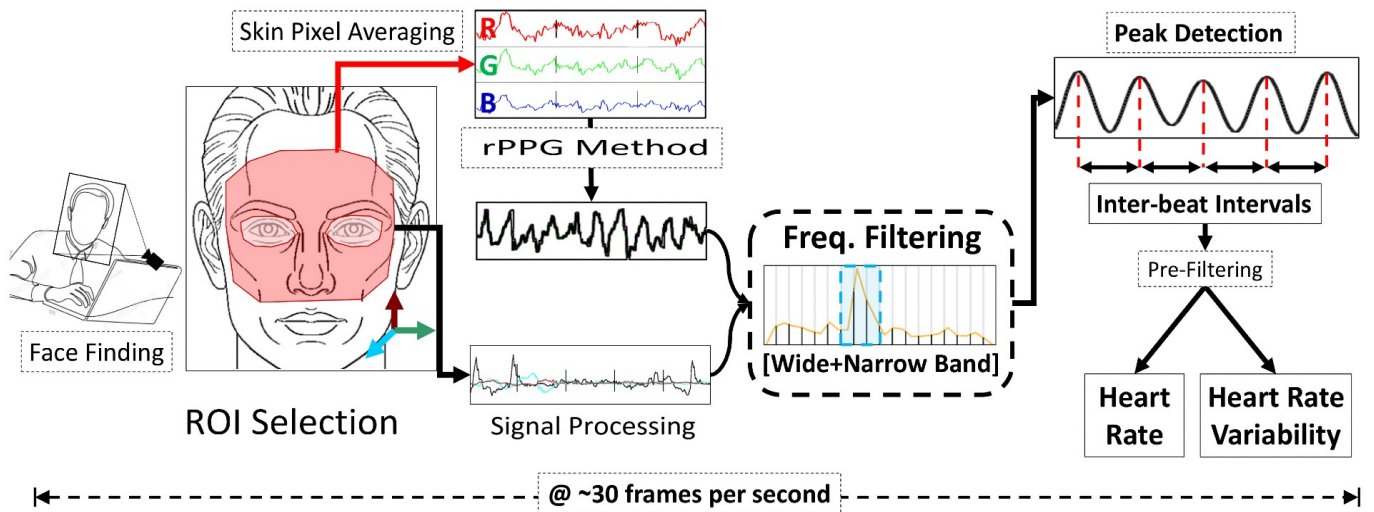 Skin Pixel Averaging
R
G
B
rPPG Method
Face Finding
ROI Selection
Signal Processing
Freq. Filtering
[Wide+Narrow Band]
Peak Detection
Inter-beat Intervals
Pre-Filtering
Heart
Rate
Heart Rate
Variability
@ ~30 frames per second